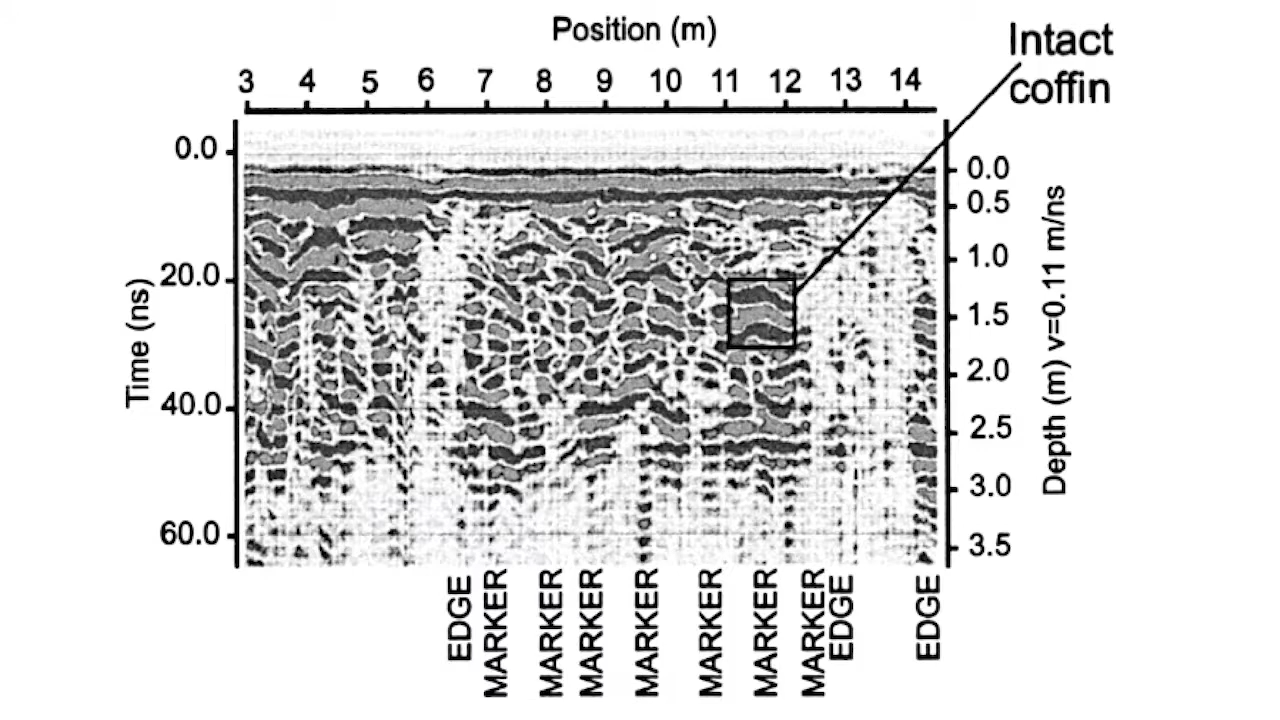 Position (m)
Intact
coffin
3 4 5 6 7 8 9 10 11 12 13 14
Time (ns)
0.0
20.0
40.0
60.0
0.0
0.5
1.0
1.5
2.0
2.5
3.0
3.5
Depth (m) v=0.11 m/ns
EDGE
MARKER
MARKER
MARKER
MARKER
MARKER
MARKER
MARKER
EDGE
EDGE